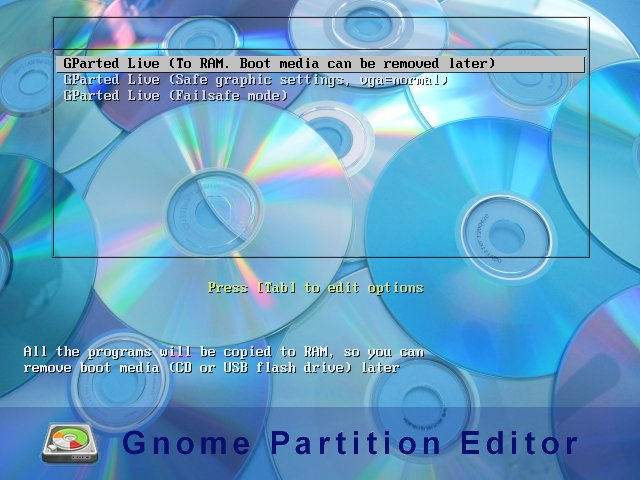 GParted Live (To RAM. Boot media can be removed later)
GParted Live (Safe graphic settings, vga=normal)
GParted Live (Failsafe mode)
Press [Tab] to edit options
All the programs will be copied to RAM, so you can
remove boot media (CD or USB flash drive) later
Gnome Partition Editor